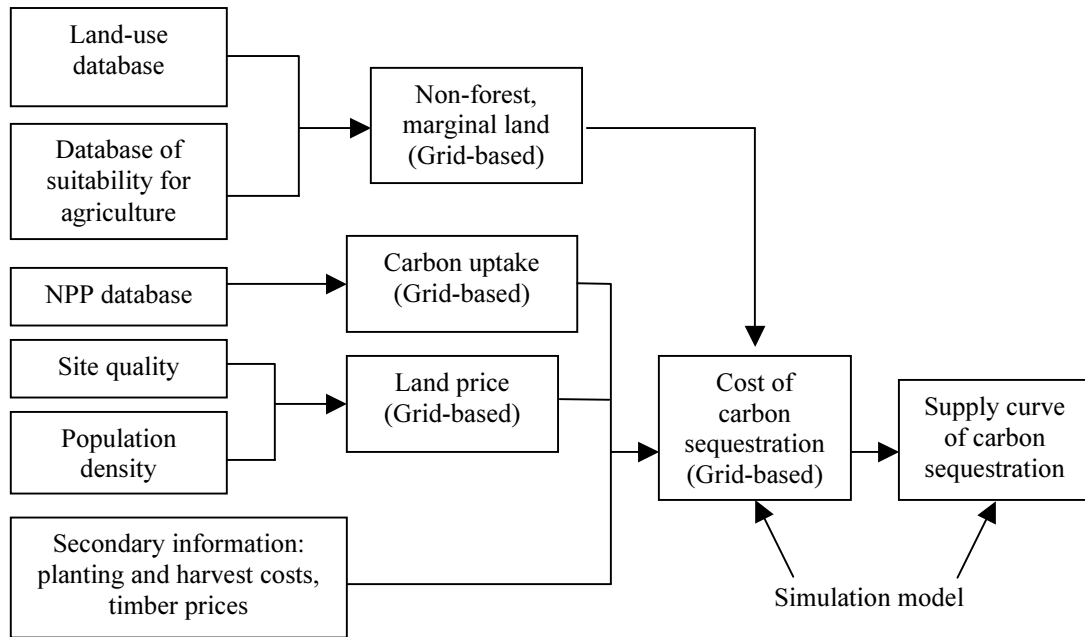 Land-use
database
Database of
suitability for
agriculture
Non-forest,
marginal land
(Grid-based)
NPP database
Carbon uptake
(Grid-based)
Site quality
Population
density
Land price
(Grid-based)
Secondary information:
planting and harvest costs,
timber prices
Cost of
carbon
sequestration
(Grid-based)
Supply curve
of carbon
sequestration
Simulation model